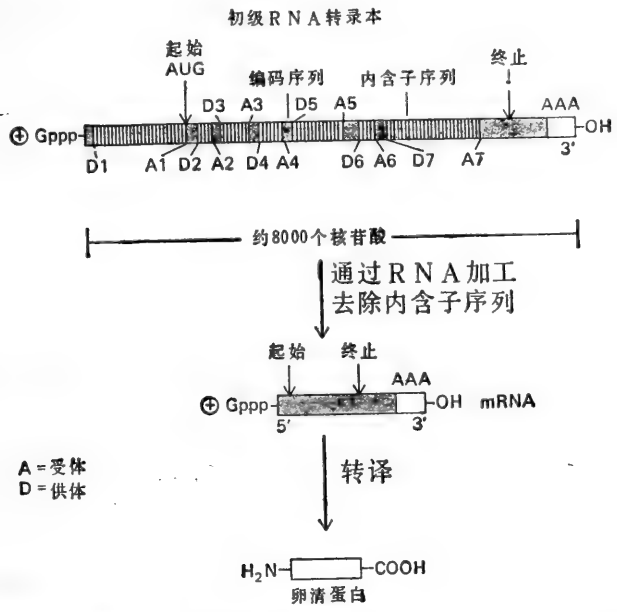 初级RNA转录本
起始
AUG
编码序列
内含子序列
终止
D3 A3 D5 A5 AAA
⊕ Gppp- -OH
D1 A1 D2 A2 D4 A4 D6 A6 D7 A7 3'
约8000个核苷酸
通过RNA加工
去除内含子序列
起始 终止
AAA
⊕ Gppp- -OH mRNA
5' 3'
A=受体
D=供体
转译
H₂N- -COOH
卵清蛋白